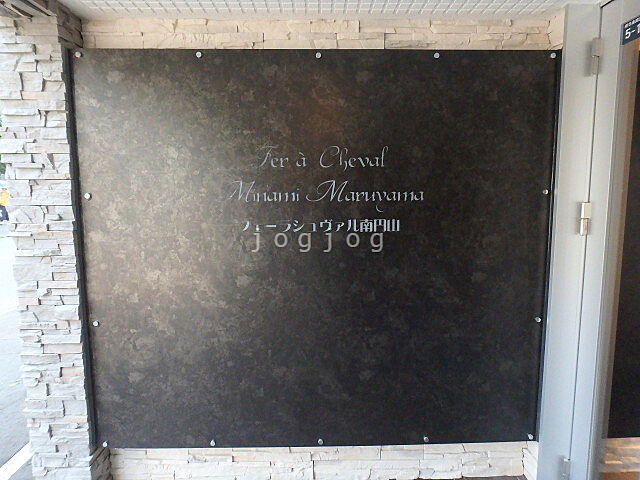 Fer à Cheval
Minami Maruyama
フェーラシュヴァル南円山
jogjog